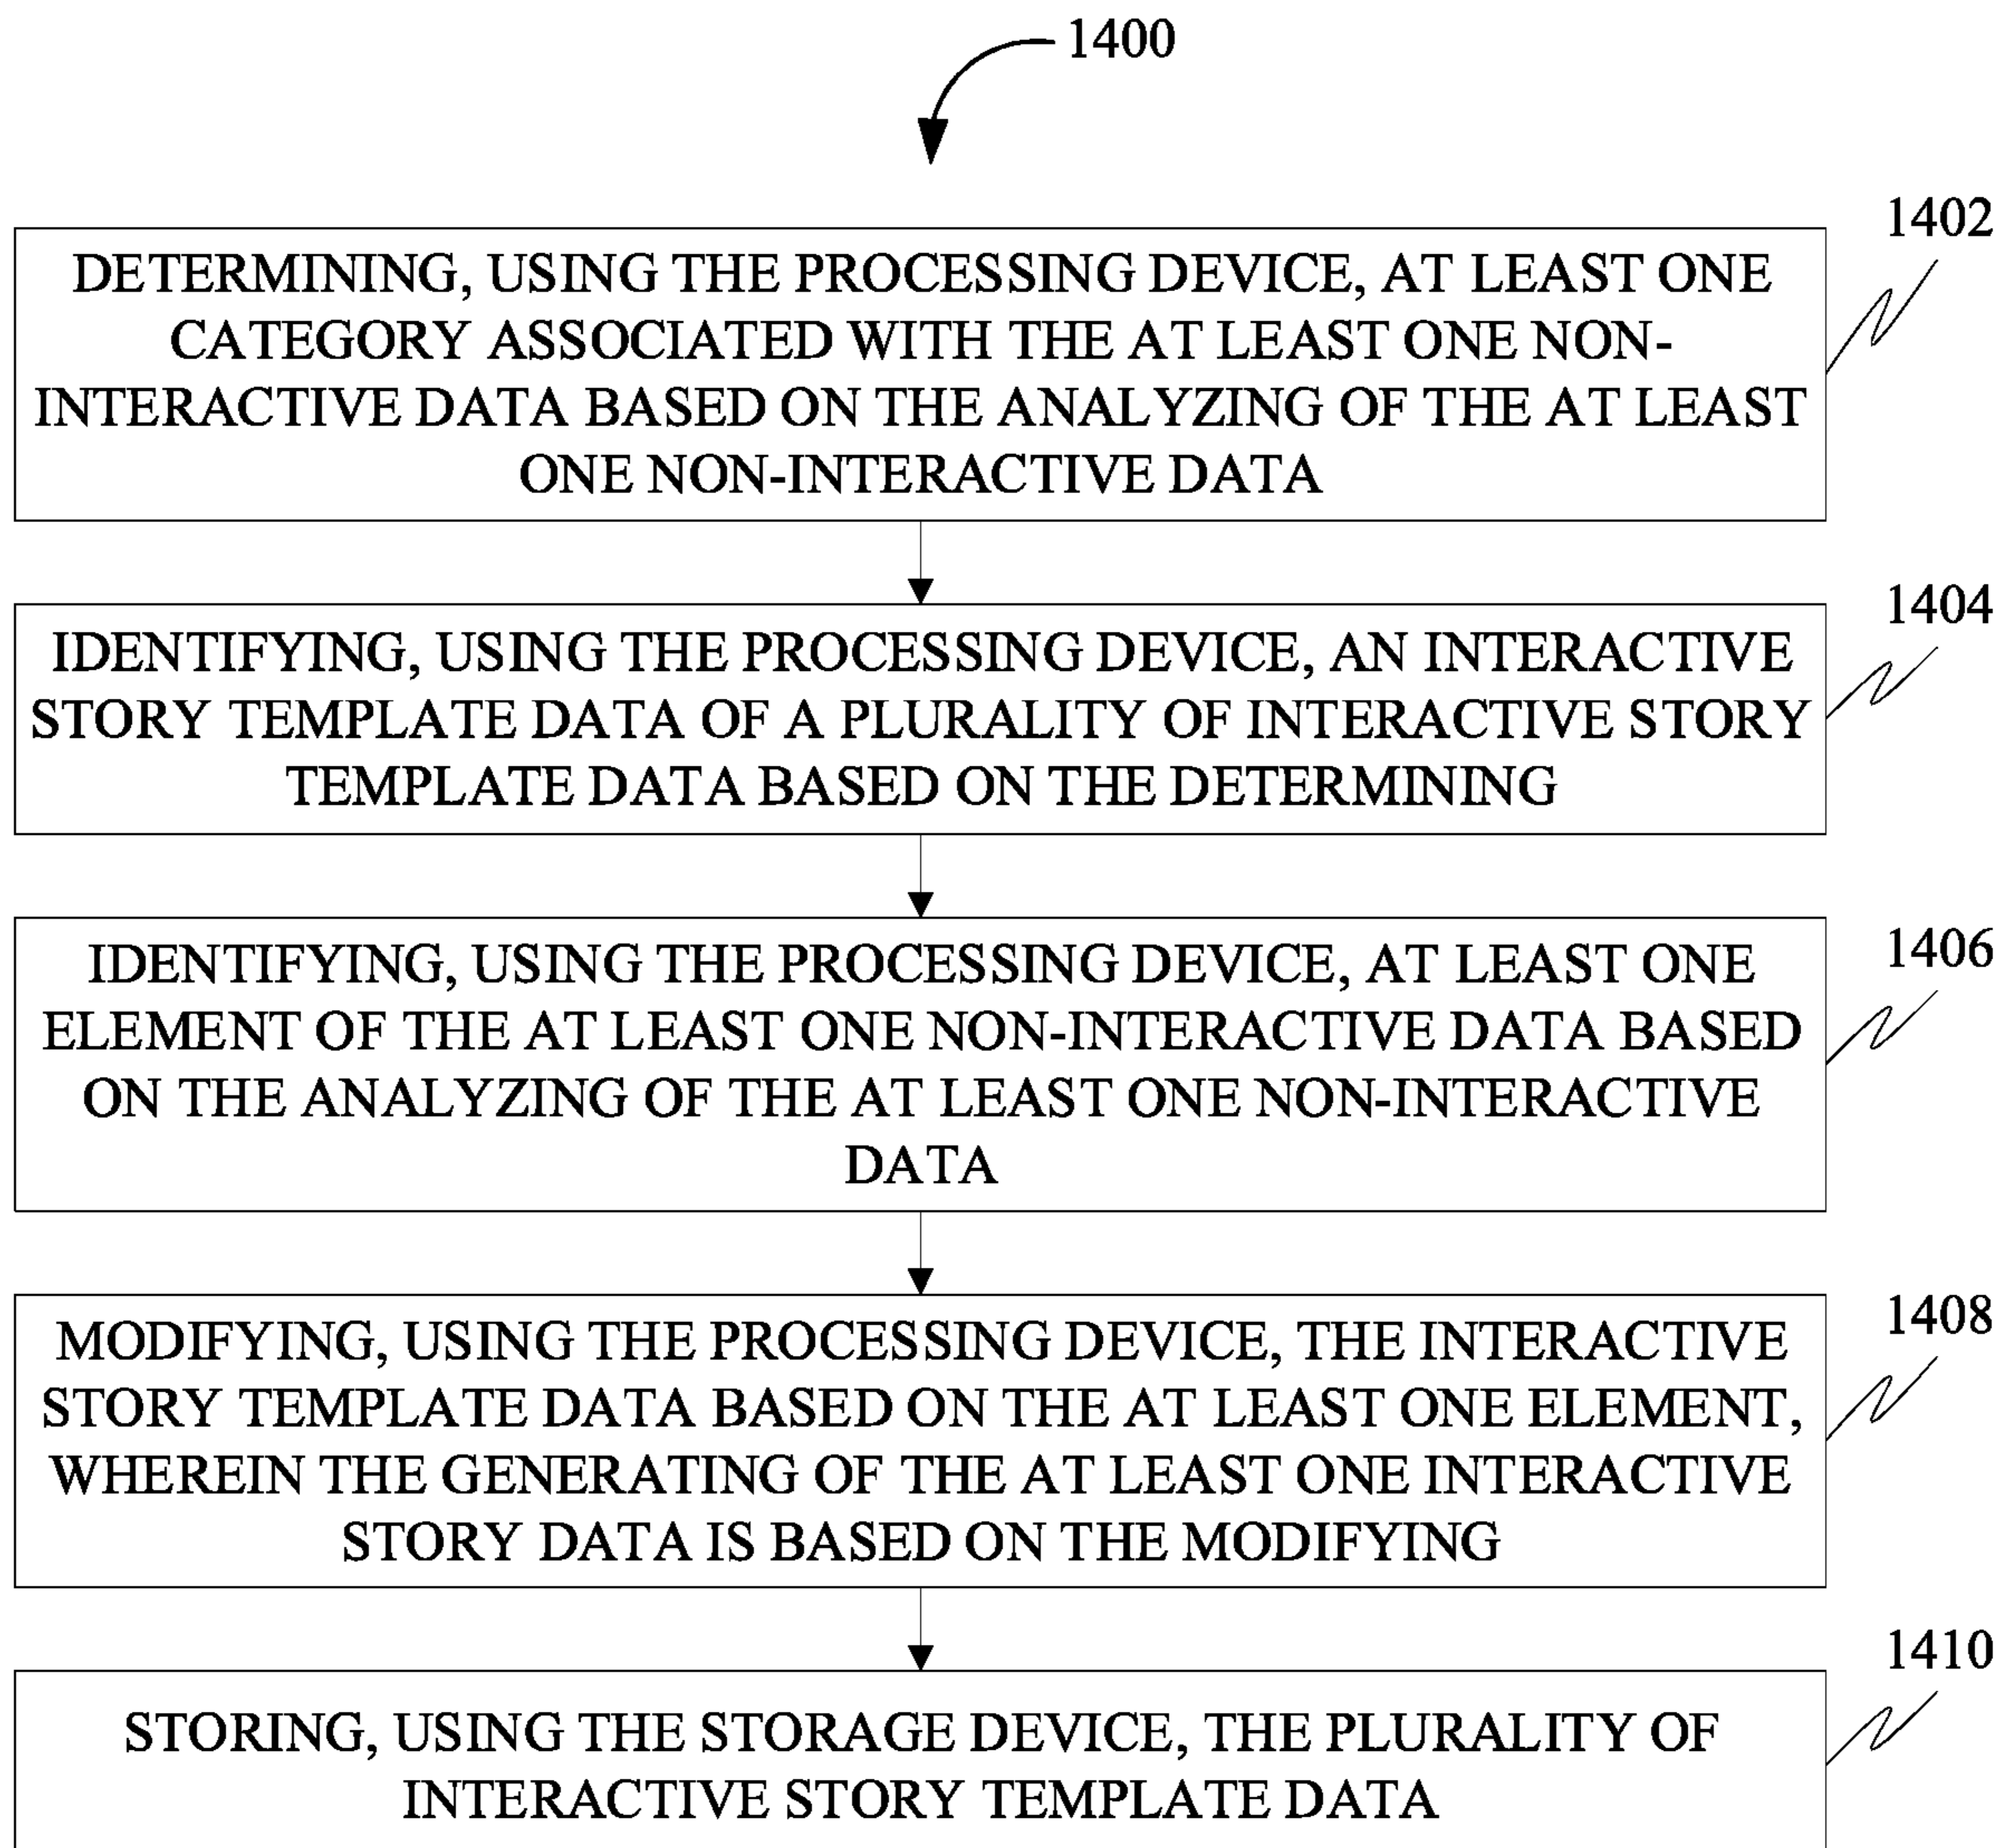 1400
1402
DETERMINING, USING THE PROCESSING DEVICE, AT LEAST ONE
CATEGORY ASSOCIATED WITH THE AT LEAST ONE NON-
INTERACTIVE DATA BASED ON THE ANALYZING OF THE AT LEAST
ONE NON-INTERACTIVE DATA
1404
IDENTIFYING, USING THE PROCESSING DEVICE, AN INTERACTIVE
STORY TEMPLATE DATA OF A PLURALITY OF INTERACTIVE STORY
TEMPLATE DATA BASED ON THE DETERMINING
1406
IDENTIFYING, USING THE PROCESSING DEVICE, AT LEAST ONE
ELEMENT OF THE AT LEAST ONE NON-INTERACTIVE DATA BASED
ON THE ANALYZING OF THE AT LEAST ONE NON-INTERACTIVE
DATA
1408
MODIFYING, USING THE PROCESSING DEVICE, THE INTERACTIVE
STORY TEMPLATE DATA BASED ON THE AT LEAST ONE ELEMENT,
WHEREIN THE GENERATING OF THE AT LEAST ONE INTERACTIVE
STORY DATA IS BASED ON THE MODIFYING
1410
STORING, USING THE STORAGE DEVICE, THE PLURALITY OF
INTERACTIVE STORY TEMPLATE DATA